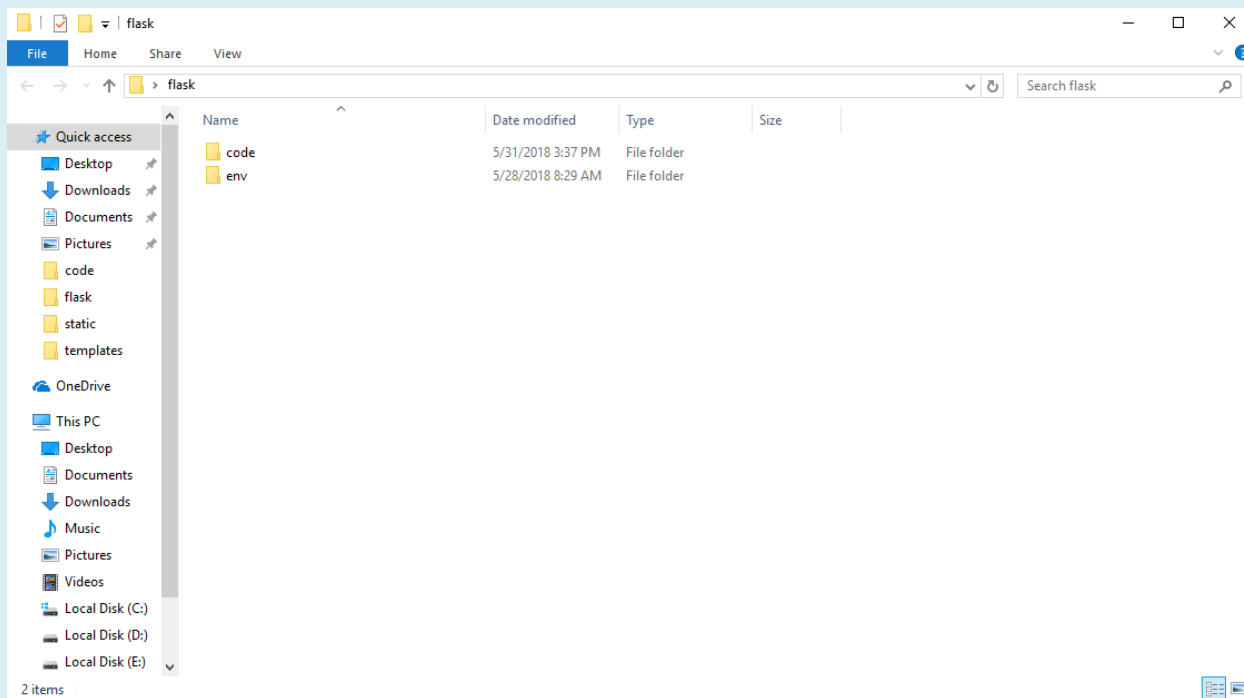 flask
File Home Share View
flask
Search flask
Name Date modified Type Size
code 5/31/2018 3:37 PM File folder
env 5/28/2018 8:29 AM File folder
Quick access
Desktop
Downloads
Documents
Pictures
code
flask
static
templates
OneDrive
This PC
Desktop
Documents
Downloads
Music
Pictures
Videos
Local Disk (C:)
Local Disk (D:)
Local Disk (E:)
2 items